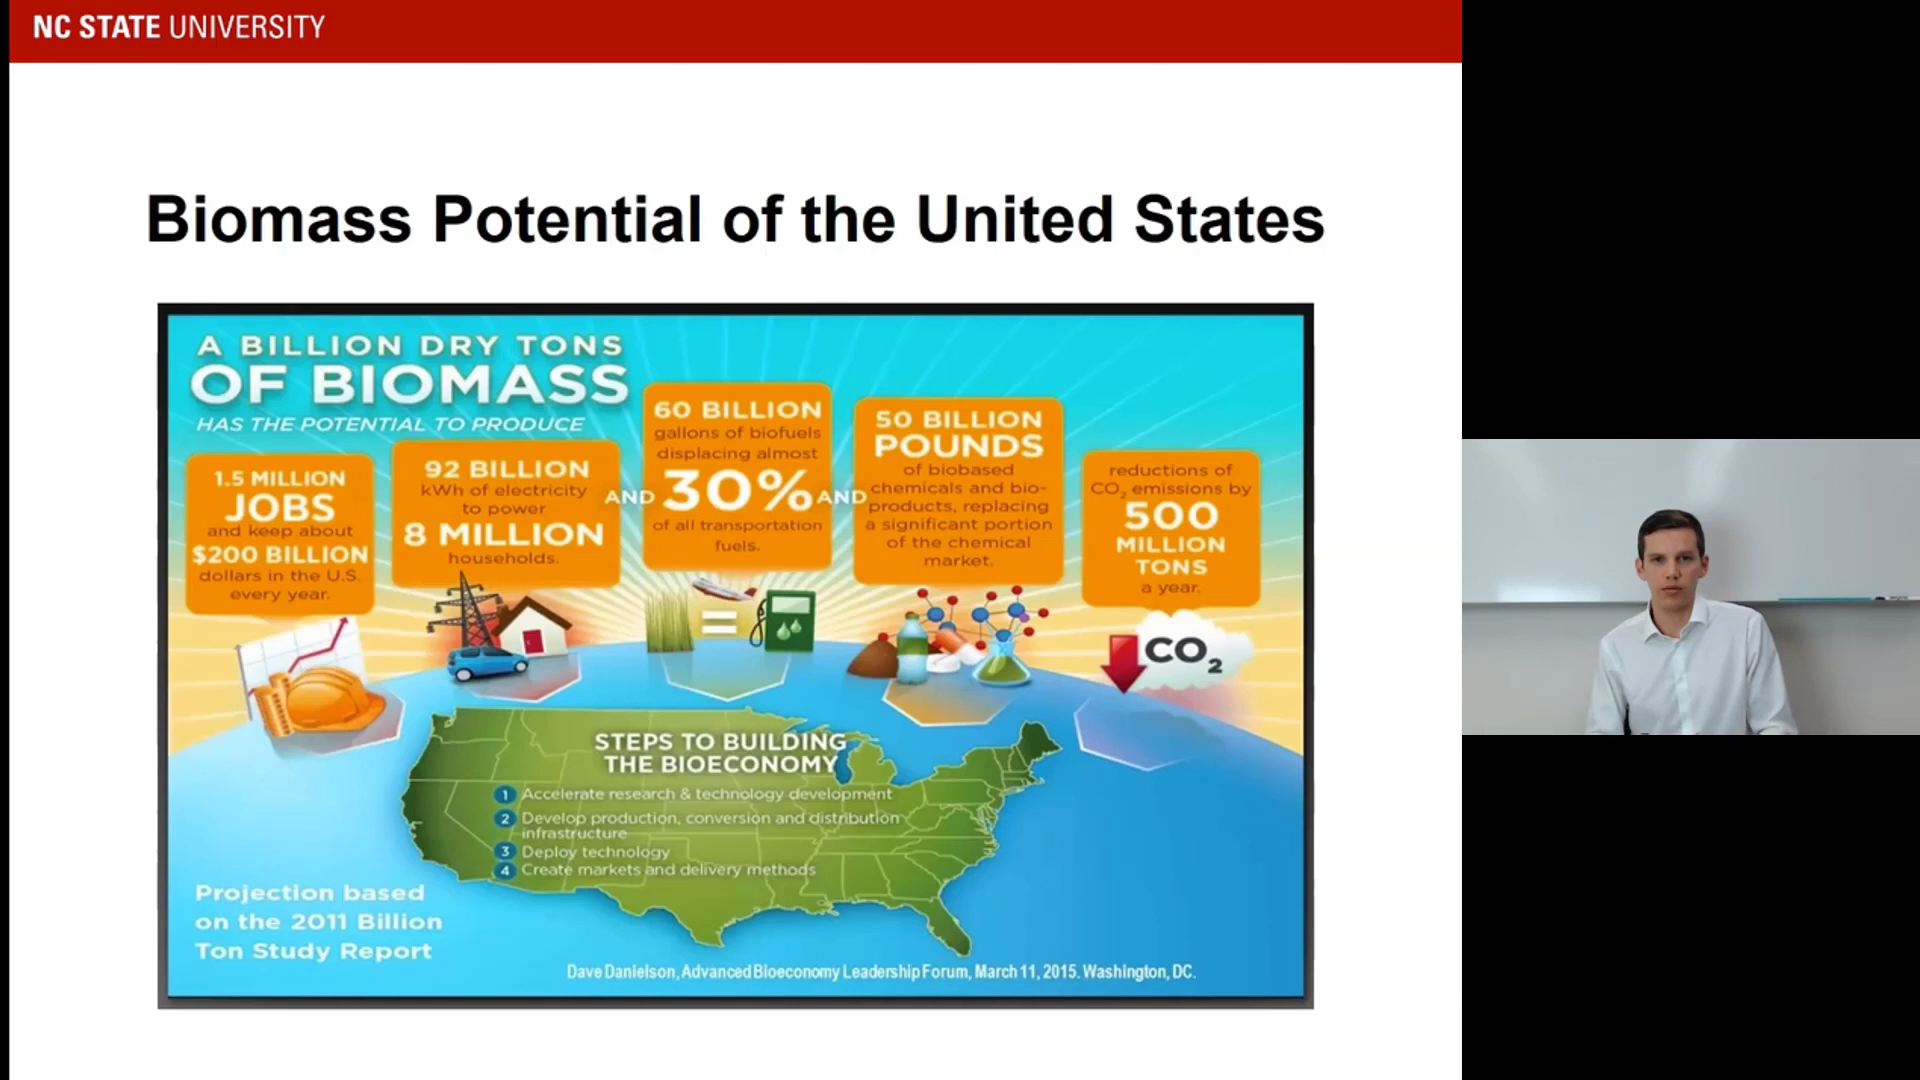 NC STATE UNIVERSITY
Biomass Potential of the United States
A BILLION DRY TONS
OF BIOMASS
HAS THE POTENTIAL TO PRODUCE
1.5 MILLION
JOBS
and keep about
$200 BILLION
dollars in the U.S.
every year.
92 BILLION
kWh of electricity
to power
8 MILLION
households.
AND
60 BILLION
gallons of biofuels
displacing almost
30%
of all transportation
fuels.
AND
50 BILLION
POUNDS
of biobased
chemicals and bio-
products, replacing
a significant portion
of the chemical
market.
reductions of
CO2 emissions by
500
MILLION
TONS
a year.
CO2
STEPS TO BUILDING
THE BIOECONOMY
1 Accelerate research & technology development
2 Develop production, conversion and distribution
infrastructure
3 Deploy technology
4 Create markets and delivery methods
Projection based
on the 2011 Billion
Ton Study Report
Dave Danielson, Advanced Bioeconomy Leadership Forum, March 11, 2015. Washington, DC.